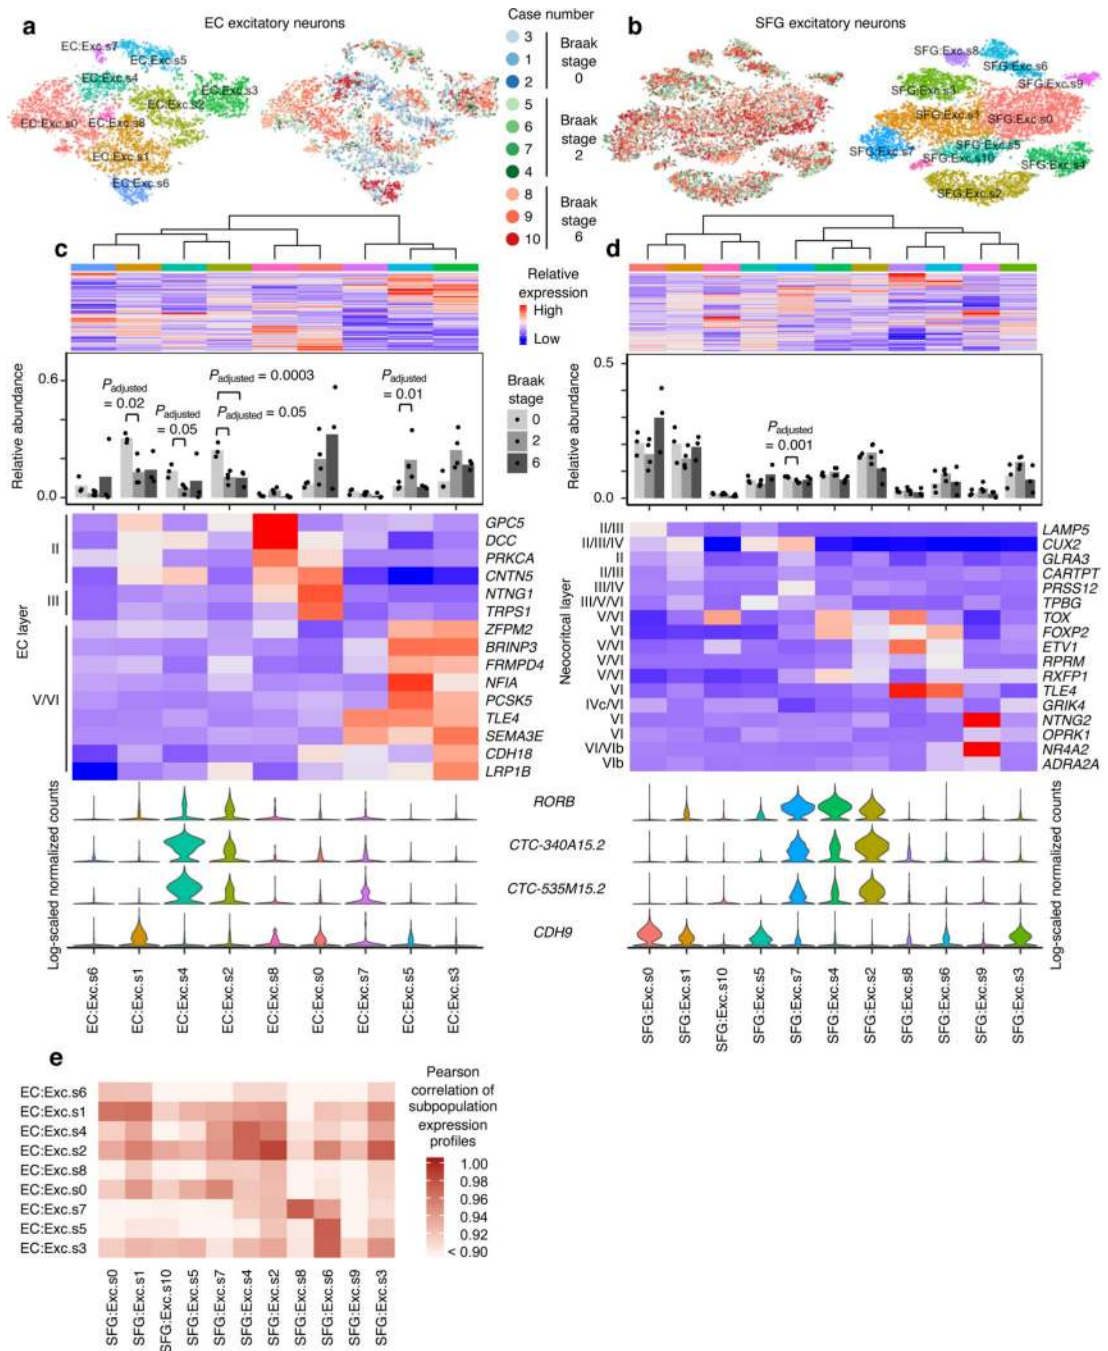 a
EC excitatory neurons
EC:Exc.s7
EC:Exc.s5
EC:Exc.s4
EC:Exc.s3
EC:Exc.s2
EC:Exc.s0
EC:Exc.s8
EC:Exc.s1
EC:Exc.s6
Case number
3
1
2
Braak
stage
0
5
6
7
4
Braak
stage
2
8
9
10
Braak
stage
6
b
SFG excitatory neurons
SFG:Exc.s8
SFG:Exc.s6
SFG:Exc.s9
SFG:Exc.s3
SFG:Exc.s1
SFG:Exc.s0
SFG:Exc.s5
SFG:Exc.s7
SFG:Exc.s10
SFG:Exc.s4
SFG:Exc.s2
c
Relative
expression
High
Low
Relative abundance
0.6
0.0
Padjusted
= 0.02
Padjusted
= 0.05
Padjusted = 0.0003
Padjusted = 0.05
Padjusted
= 0.01
Braak
stage
0
2
6
EC layer
II
III
V/VI
GPC5
DCC
PRKCA
CNTN5
NTNG1
TRPS1
ZFPM2
BRINP3
FRMPD4
NFIA
PCSK5
TLE4
SEMA3E
CDH18
LRP1B
Log-scaled normalized counts
RORB
CTC-340A15.2
CTC-535M15.2
CDH9
EC:Exc.s6
EC:Exc.s1
EC:Exc.s4
EC:Exc.s2
EC:Exc.s8
EC:Exc.s0
EC:Exc.s7
EC:Exc.s5
EC:Exc.s3
d
Relative abundance
0.5
0.0
Padjusted
= 0.001
Neocoritcal layer
II/III LAMP5
II/III/IV CUX2
II GLRA3
II/III CARTPT
III/IV PRSS12
III/V/VI TPBG
V/VI TOX
VI FOXP2
V/VI ETV1
V/VI RPRM
V/VI RXFP1
VI TLE4
IVc/VI GRIK4
VI NTNG2
VI OPRK1
VI/VIb NR4A2
VIb ADRA2A
Log-scaled normalized counts
SFG:Exc.s0
SFG:Exc.s1
SFG:Exc.s10
SFG:Exc.s5
SFG:Exc.s7
SFG:Exc.s4
SFG:Exc.s2
SFG:Exc.s8
SFG:Exc.s6
SFG:Exc.s9
SFG:Exc.s3
e
EC:Exc.s6
EC:Exc.s1
EC:Exc.s4
EC:Exc.s2
EC:Exc.s8
EC:Exc.s0
EC:Exc.s7
EC:Exc.s5
EC:Exc.s3
SFG:Exc.s0
SFG:Exc.s1
SFG:Exc.s10
SFG:Exc.s5
SFG:Exc.s7
SFG:Exc.s4
SFG:Exc.s2
SFG:Exc.s8
SFG:Exc.s6
SFG:Exc.s9
SFG:Exc.s3
Pearson
correlation of
subpopulation
expression
profiles
1.00
0.98
0.96
0.94
0.92
< 0.90